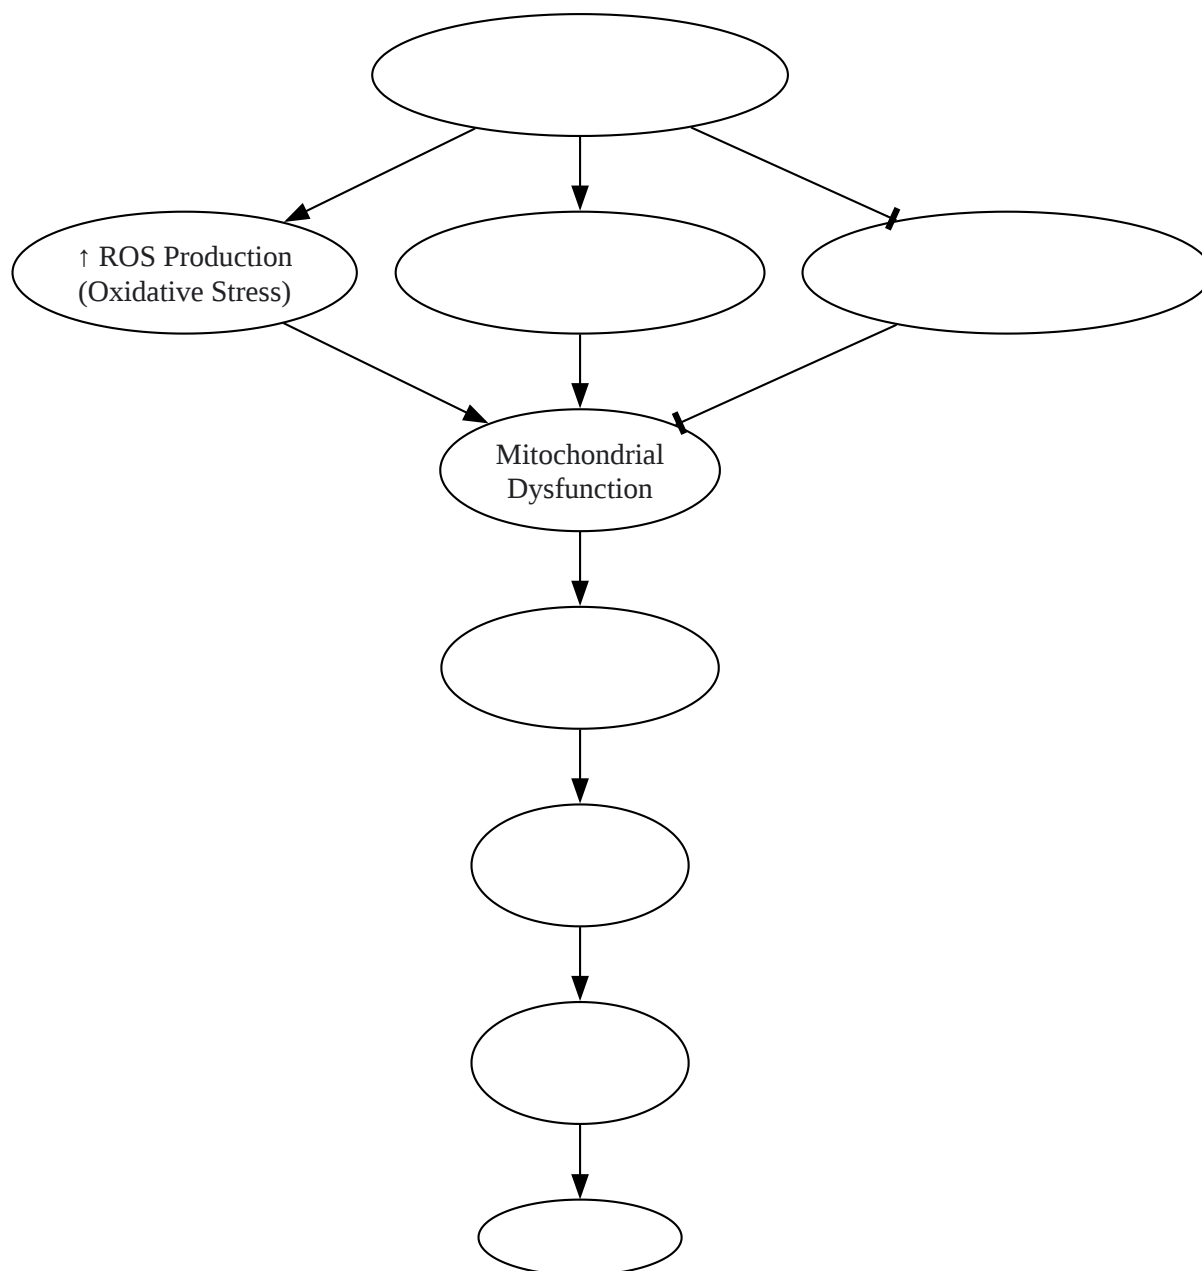 ↑ ROS Production
(Oxidative Stress)
Mitochondrial
Dysfunction